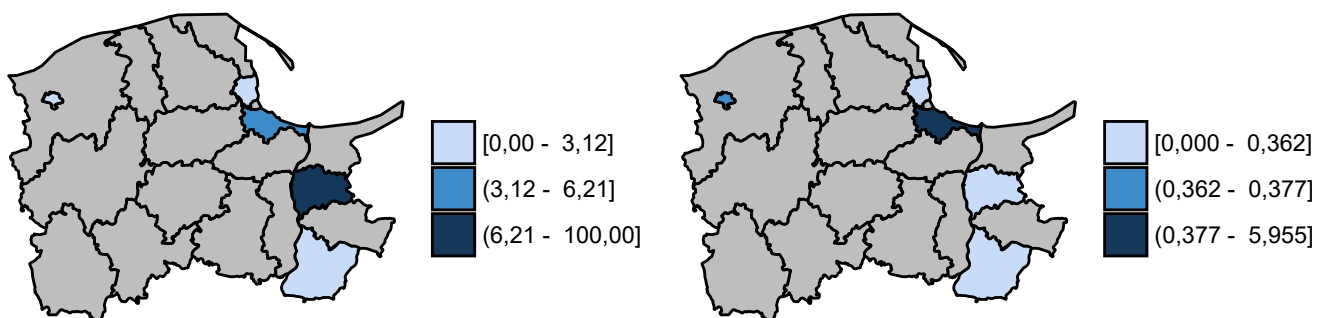 [0,00 - 3,12]
(3,12 - 6,21]
(6,21 - 100,00]
[0,000 - 0,362]
(0,362 - 0,377]
(0,377 - 5,955]